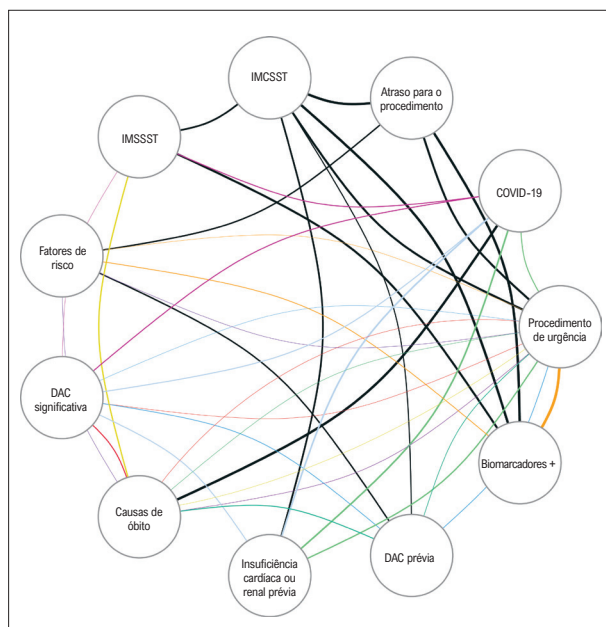 IMCSST
Atraso para o
procedimento
IMSSST
COVID-19
Fatores de
risco
Procedimento
de urgência
DAC
significativa
Biomarcadores +
Causas de
óbito
DAC prévia
Insuficiência
cardíaca ou
renal prévia